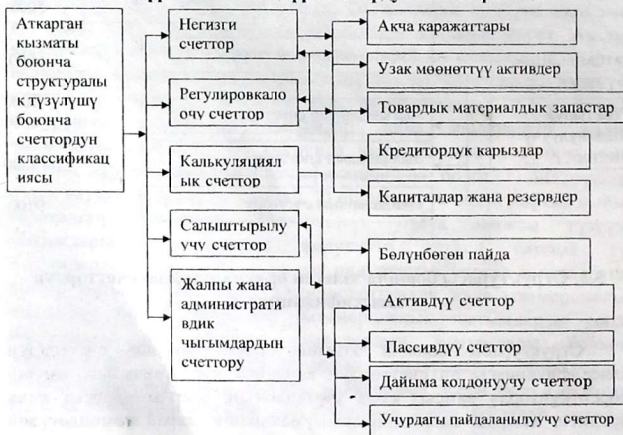 Аткарган
кызматы
боюнча
структуралы
к түзүлүшү
боюнча
счеттордун
классификац
иясы
Негизги
счеттор
Регулировкало
очу счеттор
Калькуляциял
ык счеттор
Салыштырылу
учу счеттор
Жалпы жана
административ
вдик
чыгымдардын
счеттору
Акча каражаттары
Узак мөөнөттүү активдер
Товардык материалдык запастар
Кредитордук карыздар
Капиталдар жана резервдер
Бөлүнбөгөн пайда
Активдүү счеттор
Пассивдүү счеттор
Дайыма колдонуучу счеттор
Учурдагы пайдаланылуучу счеттор